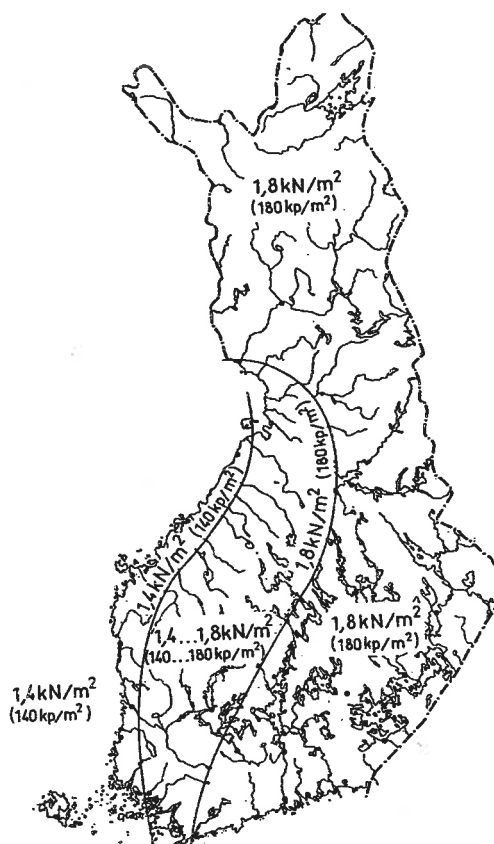 1,8kN/m²
(180kp/m²)
1,8kN/m² (180kp/m²)
1,4kN/m² (140kp/m²)
1,4...1,8kN/m²
(140...180kp/m²)
1,8kN/m²
(180kp/m²)
1,4kN/m²
(140kp/m²)